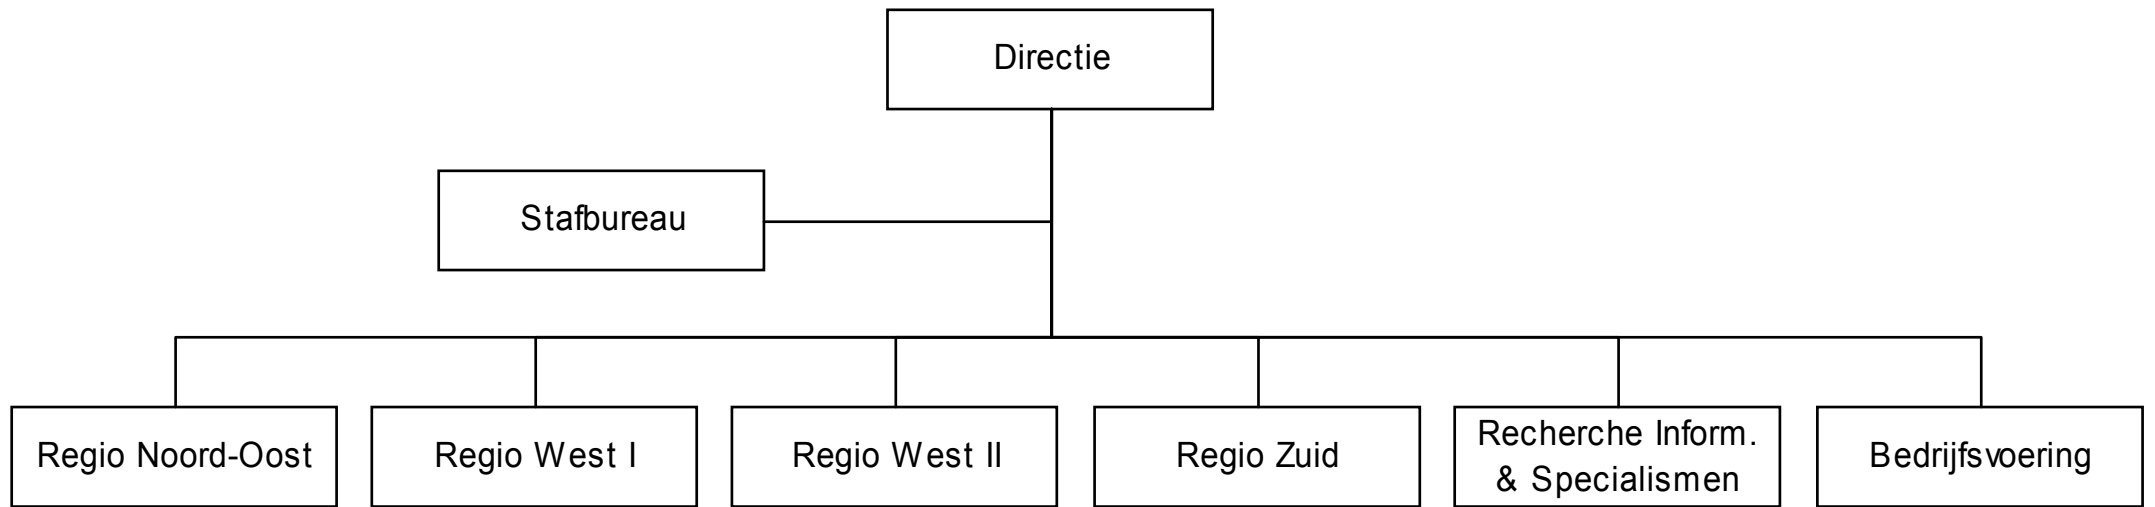 Directie
Stafbureau
Regio Noord-Oost
Regio West I
Regio West II
Regio Zuid
Recherche Inform.
& Specialismen
Bedrijfsvoering